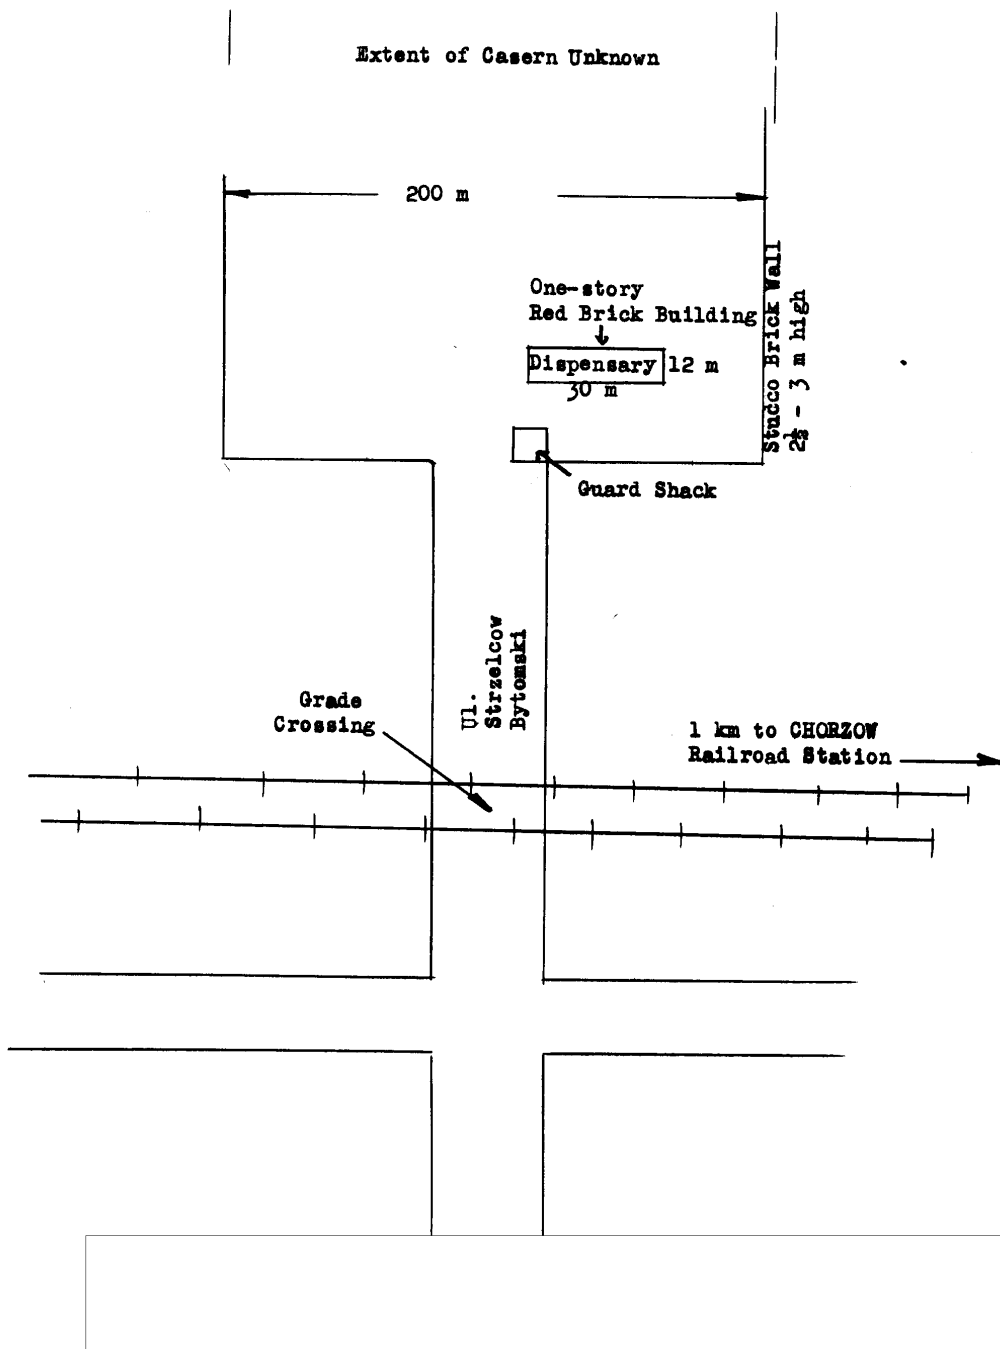 Extent of Casern Unknown
200 m
One-story
Red Brick Building
Dispensary 12 m
30 m
Stucco Brick Wall
2½ - 3 m high
Guard Shack
Ul.
Strzelcow
Bytomski
Grade
Crossing
1 km to CHORZOW
Railroad Station